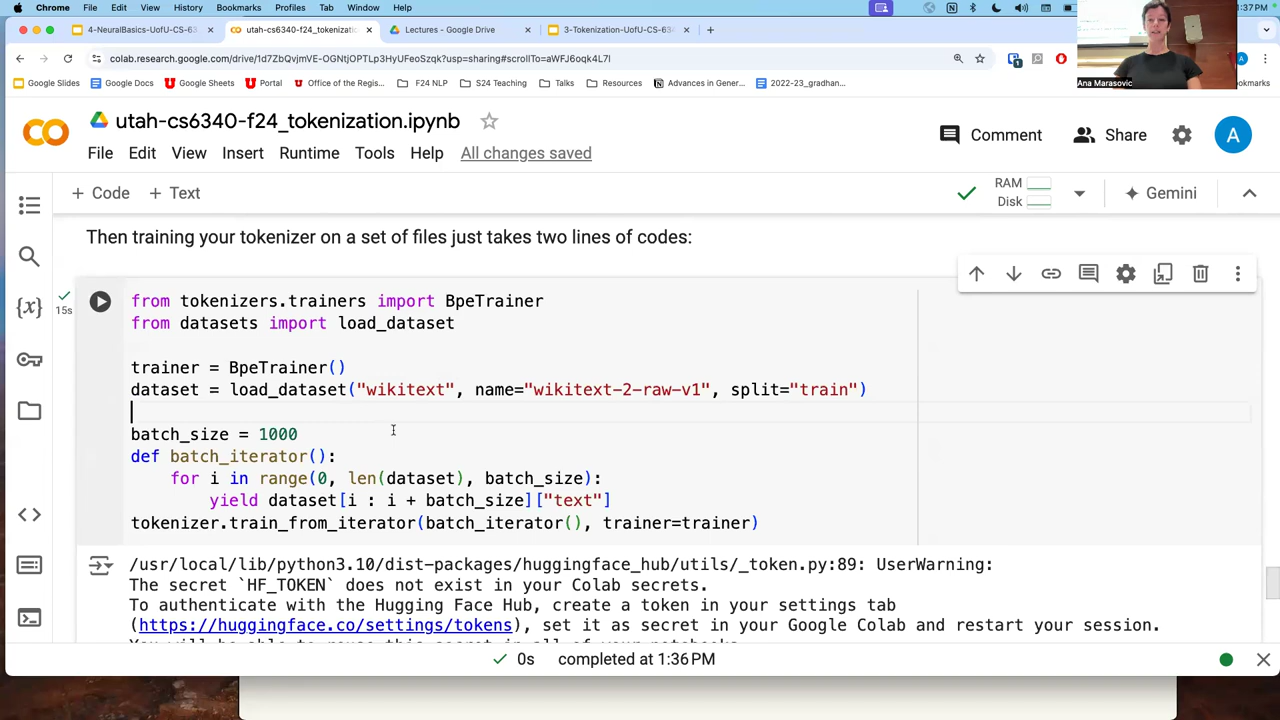 Chrome File Edit View History Bookmarks Profiles Tab Window Help
1:37 PM
4-NeuralBasics-UofU-CS-63
utah-cs6340-f24_tokenizatio
Lectures - Google Drive
3-Tokenization-UofU-CS-634
colab.research.google.com/drive/1d7ZbQvjmVE-OGNtjOPTLp3HyUFeoSzqk?usp=sharing#scrollTo=aWFJ6oqk4L7l
Google Slides Google Docs Google Sheets Portal Office of the Regis... UtahNLP S24 Teaching Talks Resources Advances in Gener... 2022-23_gradhan...
Ana Marasovic
utah-cs6340-f24_tokenization.ipynb
File Edit View Insert Runtime Tools Help All changes saved
Comment Share A
+ Code + Text
RAM
Disk
Gemini
Then training your tokenizer on a set of files just takes two lines of codes:
15s
from tokenizers.trainers import BpeTrainer
from datasets import load_dataset
trainer = BpeTrainer()
dataset = load_dataset("wikitext", name="wikitext-2-raw-v1", split="train")
batch_size = 1000
def batch_iterator():
for i in range(0, len(dataset), batch_size):
yield dataset[i : i + batch_size]["text"]
tokenizer.train_from_iterator(batch_iterator(), trainer=trainer)
/usr/local/lib/python3.10/dist-packages/huggingface_hub/utils/_token.py:89: UserWarning:
The secret `HF_TOKEN` does not exist in your Colab secrets.
To authenticate with the Hugging Face Hub, create a token in your settings tab
(https://huggingface.co/settings/tokens), set it as secret in your Google Colab and restart your session.
0s completed at 1:36 PM